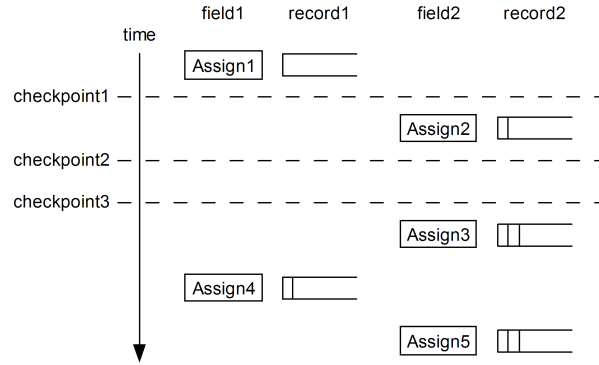 field1 record1 field2 record2
time
Assign1
checkpoint1
Assign2
checkpoint2
checkpoint3
Assign3
Assign4
Assign5